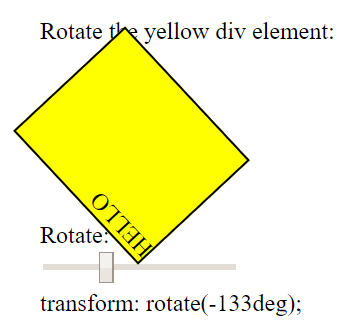 Rotate the yellow div element:
HELLO
Rotate:
transform: rotate(-133deg);